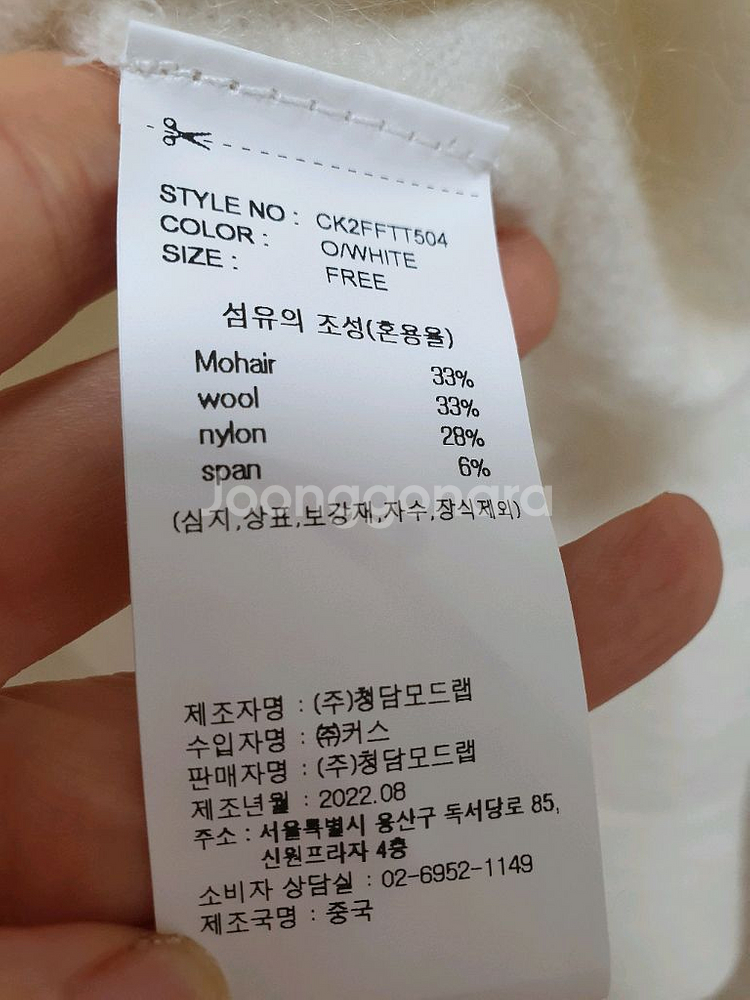 STYLE NO : CK2FFTT504
COLOR : O/WHITE
SIZE : FREE
섬유의 조성(혼용율)
Mohair 33%
wool 33%
nylon 28%
span 6%
Joonggonara
(심지,상표,보강재,자수,장식제외)
제조자명 : (주)청담모드랩
수입자명 : ㈜커스
판매자명 : (주)청담모드랩
제조년월 : 2022.08
주소 : 서울특별시 용산구 독서당로 85,
신원프라자 4층
소비자 상담실 : 02-6952-1149
제조국명 : 중국